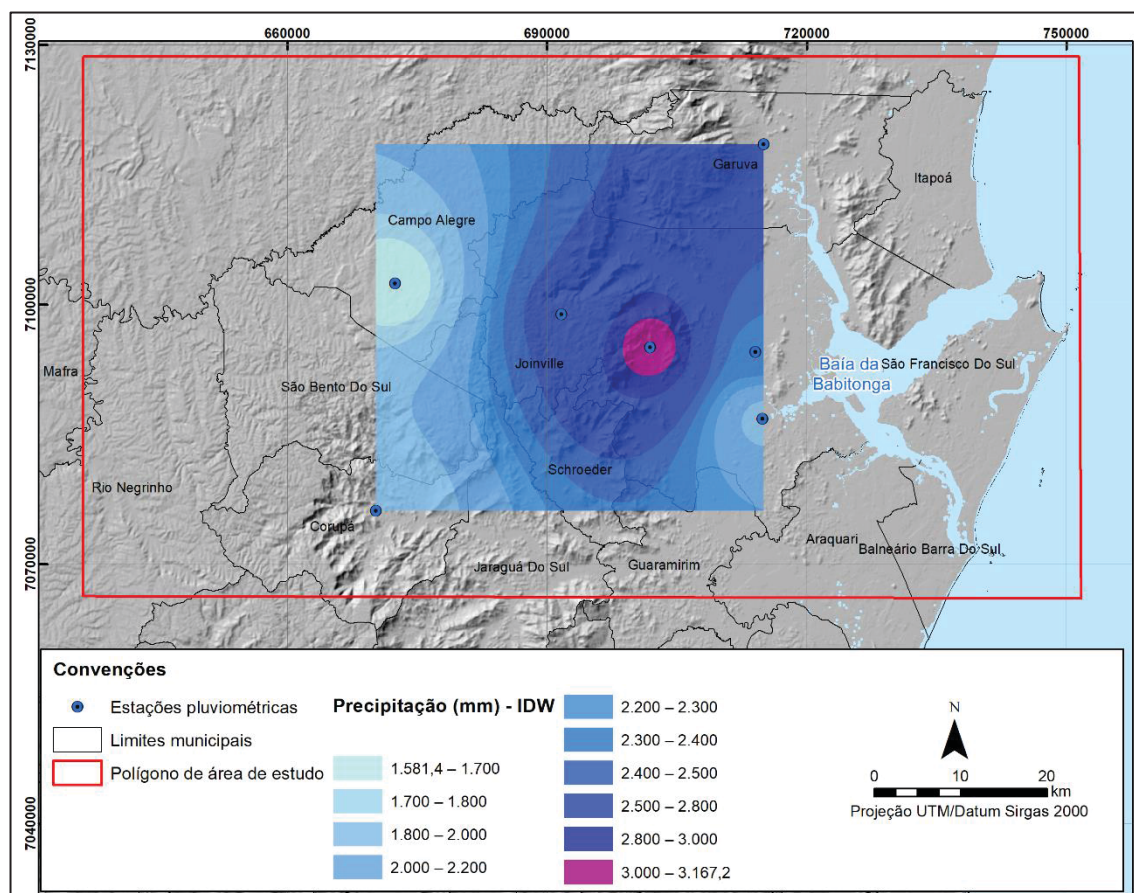 660000 690000 720000 750000
7130000
7100000
7070000
7040000
Garuva
Itapoá
Campo Alegre
Mafra
Joinville
São Bento Do Sul
Baía da
Babitonga
São Francisco Do Sul
Rio Negrinho
Schroeder
Corupá
Araquari
Balneário Barra Do Sul
Jaraguá Do Sul
Guaramirim
Convenções
Estações pluviométricas
Limites municipais
Polígono de área de estudo
Precipitação (mm) - IDW
1.581,4 – 1.700
1.700 – 1.800
1.800 – 2.000
2.000 – 2.200
2.200 – 2.300
2.300 – 2.400
2.400 – 2.500
2.500 – 2.800
2.800 – 3.000
3.000 – 3.167,2
N
0 10 20
km
Projeção UTM/Datum Sirgas 2000